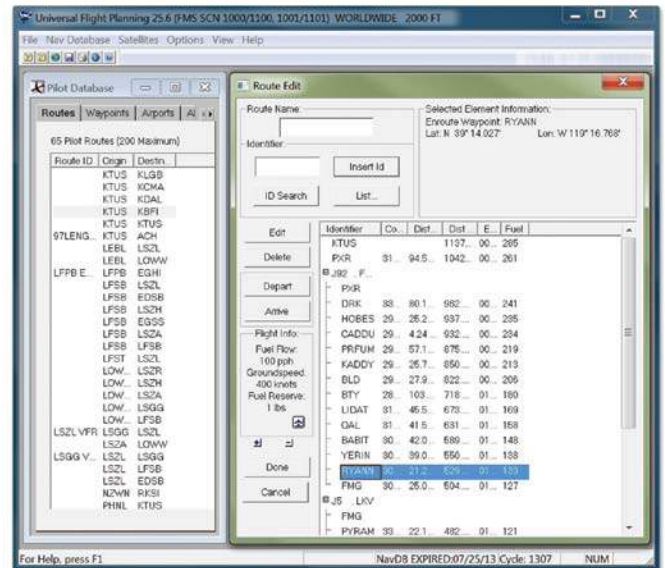 Universal Flight Planning 25.6 (FMS SCN 1000/1100, 1001/1101) WORLDWIDE 2000 FT
File Nav Database Satellites Options View Help
Pilot Database
Routes Waypoints Airports Al
65 Pilot Routes (200 Maximum)
Route ID Origin Destin...
KTUS KLGB
KTUS KCMA
KTUS KDAL
KTUS KBFI
KTUS KTUS
97LENG... KTUS ACH
LEBL LSZL
LEBL LOWW
LFPB E... LFPB EGHI
LFSB LSZL
LFSB EDSB
LFSB LSZH
LFSB EGSS
LFSB LSZA
LFSB LFSB
LFST LSZL
LOW... LSZR
LOW... LSZH
LOW... LSZA
LOW... LSGG
LOW... LFSB
LSZL VFR LSGG LSZL
LSZA LOWW
LSGG V... LSZL LSGG
LSZL LFSB
LSZL EDSB
NZWN RKSI
PHNL KTUS
Route Edit
Route Name:
Identifier:
Insert Id
ID Search
List...
Selected Element Information:
Enroute Waypoint: RYANN
Lat: N 39°14.027' Lon: W 119°16.768'
Edit
Delete
Depart
Arrive
Flight Info:
Fuel Flow:
100 pph
Groundspeed:
400 knots
Fuel Reserve:
1 lbs
Done
Cancel
Identifier Co... Dist... Dist... E... Fuel
KTUS 1137... 00... 285
PXR 31... 94.5... 1042... 00... 261
J92 . F...
PXR
DRK 33... 80.1... 962... 00... 241
HOBES 29... 25.2... 937... 00... 235
CADDU 29... 4.24 ... 932... 00... 234
PRFUM 29... 57.1... 875... 00... 219
KADDY 29... 25.7... 850... 00... 213
BLD 29... 27.9... 822... 00... 206
BTY 28... 103... 718... 01... 180
LIDAT 31... 45.5... 673... 01... 169
OAL 31... 41.5... 631... 01... 158
BABIT 30... 42.0... 589... 01... 148
YERIN 30... 39.0... 550... 01... 138
RYANN 30... 21.2... 529... 01... 133
FMG 30... 25.0... 504... 01... 127
J5 . LKV
FMG
PYRAM 33... 22.1... 482... 01... 121
For Help, press F1
NavDB EXPIRED:07/25/13 Cycle: 1307 NUM